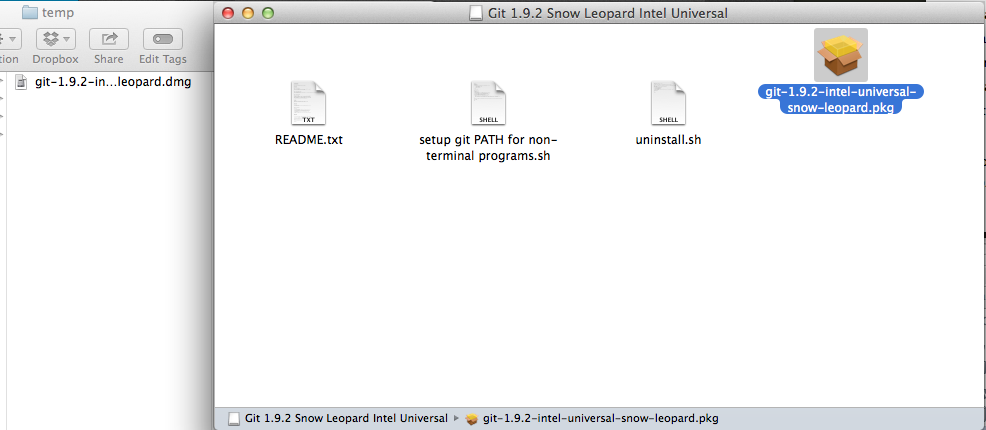 temp
Git 1.9.2 Snow Leopard Intel Universal
tion
Dropbox
Share
Edit Tags
git-1.9.2-in...leopard.dmg
git-1.9.2-intel-universal-
snow-leopard.pkg
TXT
SHELL
SHELL
README.txt
setup git PATH for non-
terminal programs.sh
uninstall.sh
Git 1.9.2 Snow Leopard Intel Universal ▸ git-1.9.2-intel-universal-snow-leopard.pkg